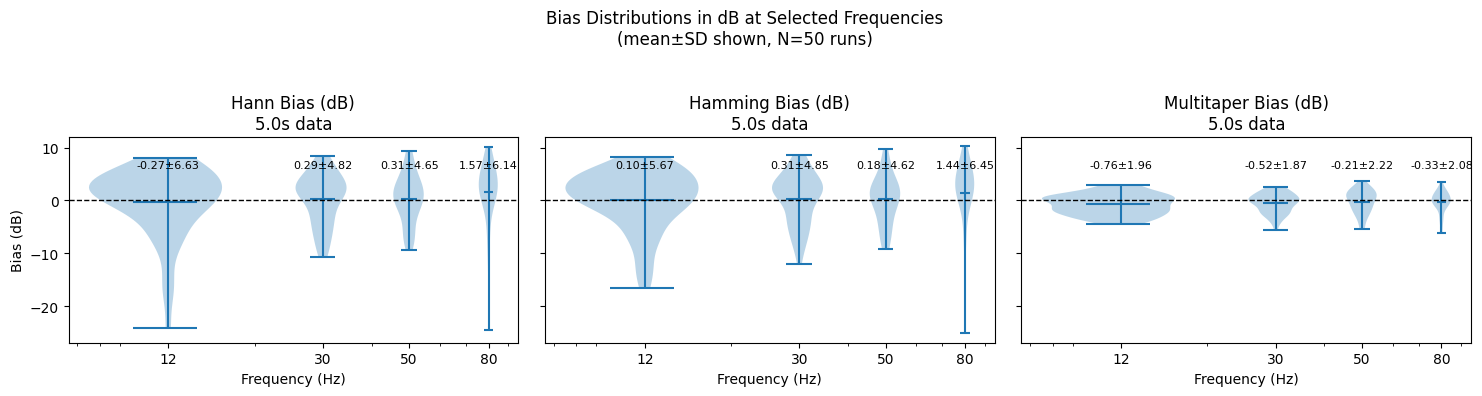 Bias Distributions in dB at Selected Frequencies
(mean±SD shown, N=50 runs)
Hann Bias (dB)
5.0s data
10
0
−10
−20
Bias (dB)
-0.27±6.63
0.29±4.82
0.31±4.65
1.57±6.14
12
30
50
80
Frequency (Hz)
Hamming Bias (dB)
5.0s data
0.10±5.67
0.31±4.85
0.18±4.62
1.44±6.45
12
30
50
80
Frequency (Hz)
Multitaper Bias (dB)
5.0s data
-0.76±1.96
-0.52±1.87
-0.21±2.22
-0.33±2.08
12
30
50
80
Frequency (Hz)